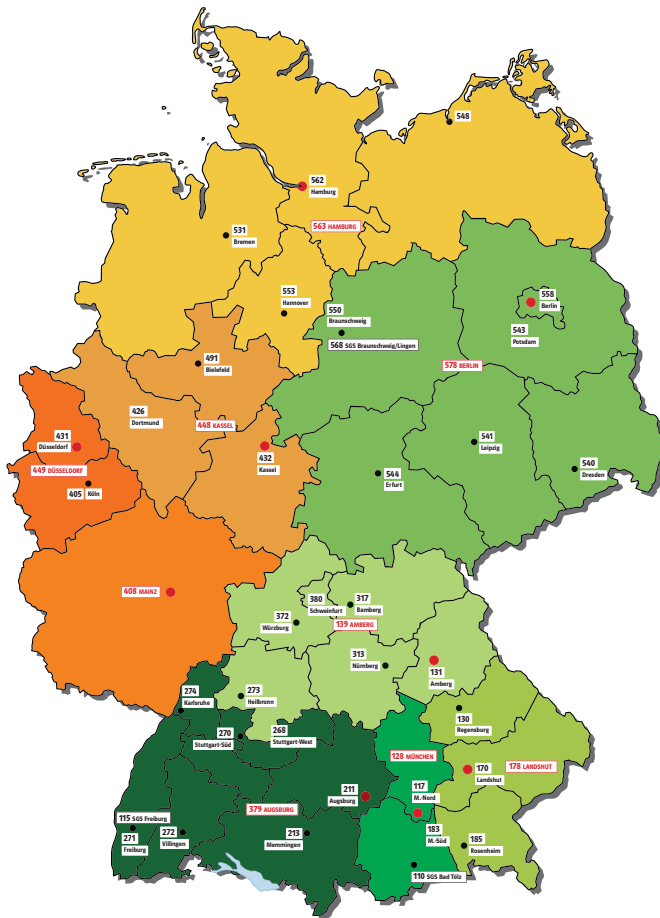 548
562
Hamburg
563 HAMBURG
531
Bremen
553
Hannover
558
Berlin
550
Braunschweig
543
Potsdam
568 SGS Braunschweig/Lingen
578 BERLIN
491
Bielefeld
426
Dortmund
448 KASSEL
431
Düsseldorf
432
Kassel
541
Leipzig
449 DÜSSELDORF
405 Köln
544
Erfurt
540
Dresden
408 MAINZ
380
Schweinfurt
317
Bamberg
372
Würzburg
139 AMBERG
313
Nürnberg
131
Amberg
274
Karlsruhe
273
Heilbronn
130
Regensburg
270
Stuttgart-Süd
268
Stuttgart-West
128 MÜNCHEN
178 LANDSHUT
170
Landshut
211
Augsburg
117
M.-Nord
379 AUGSBURG
115 SGS Freiburg
271
Freiburg
272
Villingen
213
Memmingen
183
M.-Süd
185
Rosenheim
110 SGS Bad Tölz